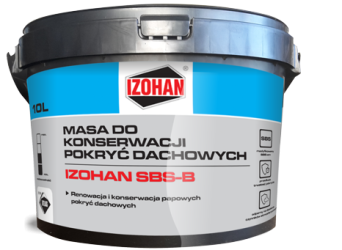 IZOHAN
10L
MASA DO
KONSERWACJI
POKRYĆ DACHOWYCH
IZOHAN SBS-B
Renowacja i konserwacja papowych
pokryć dachowych